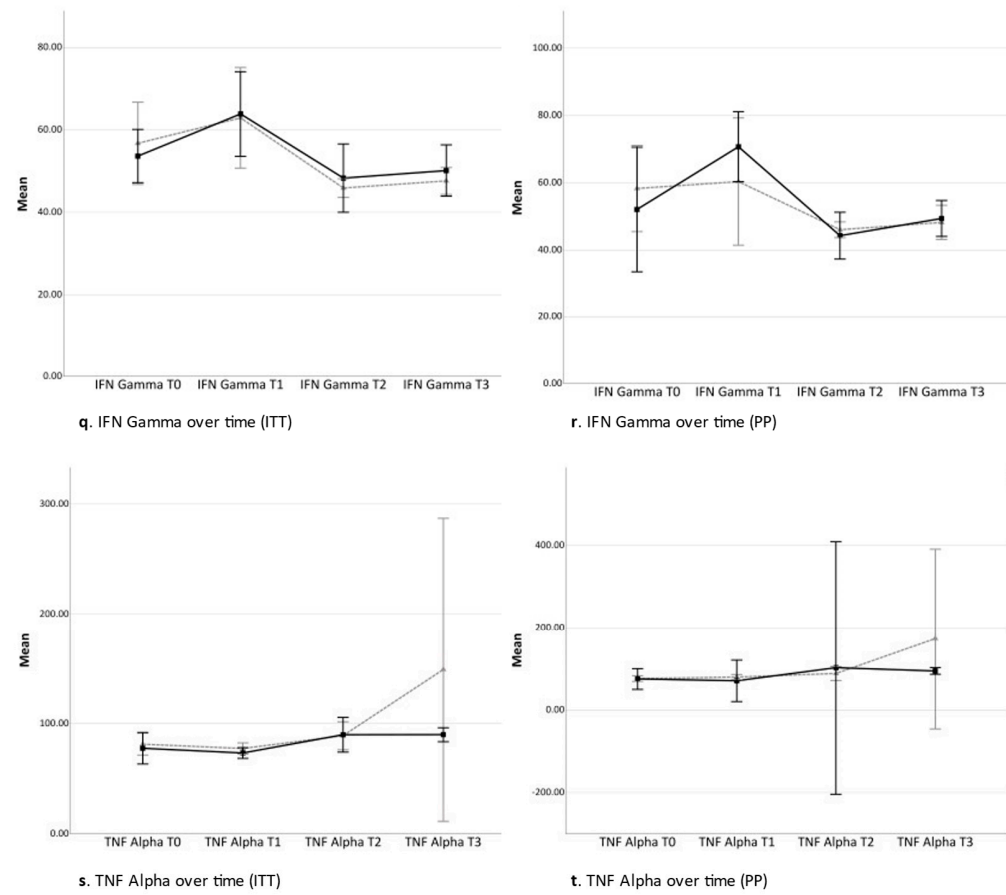 80.00
60.00
40.00
20.00
0.00
Mean
IFN Gamma T0 IFN Gamma T1 IFN Gamma T2 IFN Gamma T3
q. IFN Gamma over time (ITT)
100.00
80.00
60.00
40.00
20.00
0.00
Mean
IFN Gamma T0 IFN Gamma T1 IFN Gamma T2 IFN Gamma T3
r. IFN Gamma over time (PP)
300.00
200.00
100.00
0.00
Mean
TNF Alpha T0 TNF Alpha T1 TNF Alpha T2 TNF Alpha T3
s. TNF Alpha over time (ITT)
400.00
200.00
0.00
-200.00
Mean
TNF Alpha T0 TNF Alpha T1 TNF Alpha T2 TNF Alpha T3
t. TNF Alpha over time (PP)